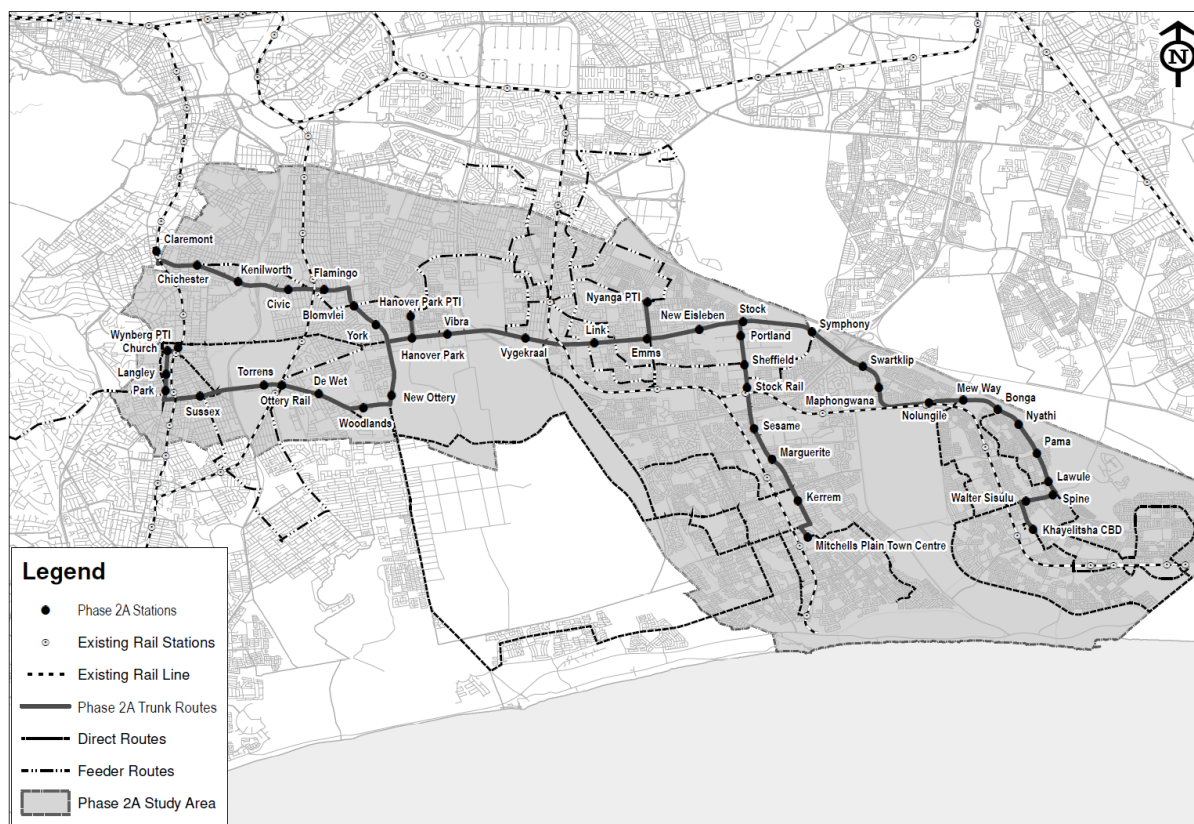 N
Claremont
Chichester
Kenilworth
Civic
Flamingo
Blomvlei
York
Hanover Park PTI
Hanover Park
Vibra
Vygekraal
Link
Nyanga PTI
Emms
New Eisleben
Stock
Portland
Sheffield
Stock Rail
Sesame
Marguerite
Kerrem
Mitchells Plain Town Centre
Symphony
Swartklip
Maphongwana
Nolungile
Mew Way
Bonga
Nyathi
Pama
Lawule
Spine
Walter Sisulu
Khayelitsha CBD
Wynberg PTI
Church
Langley
Park
Sussex
Torrens
Ottery Rail
De Wet
Woodlands
New Ottery
Legend
Phase 2A Stations
Existing Rail Stations
Existing Rail Line
Phase 2A Trunk Routes
Direct Routes
Feeder Routes
Phase 2A Study Area